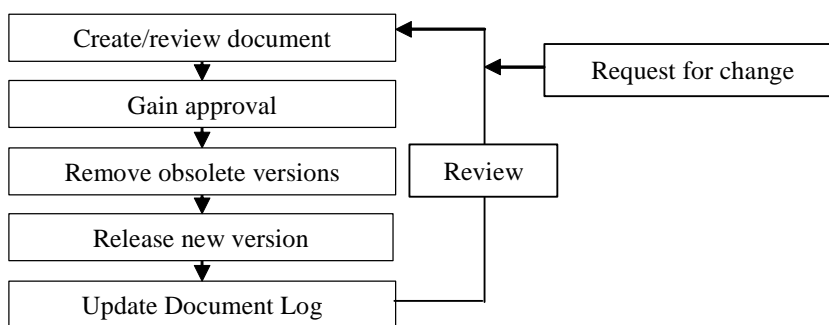 Create/review document
Request for change
Gain approval
Remove obsolete versions
Review
Release new version
Update Document Log